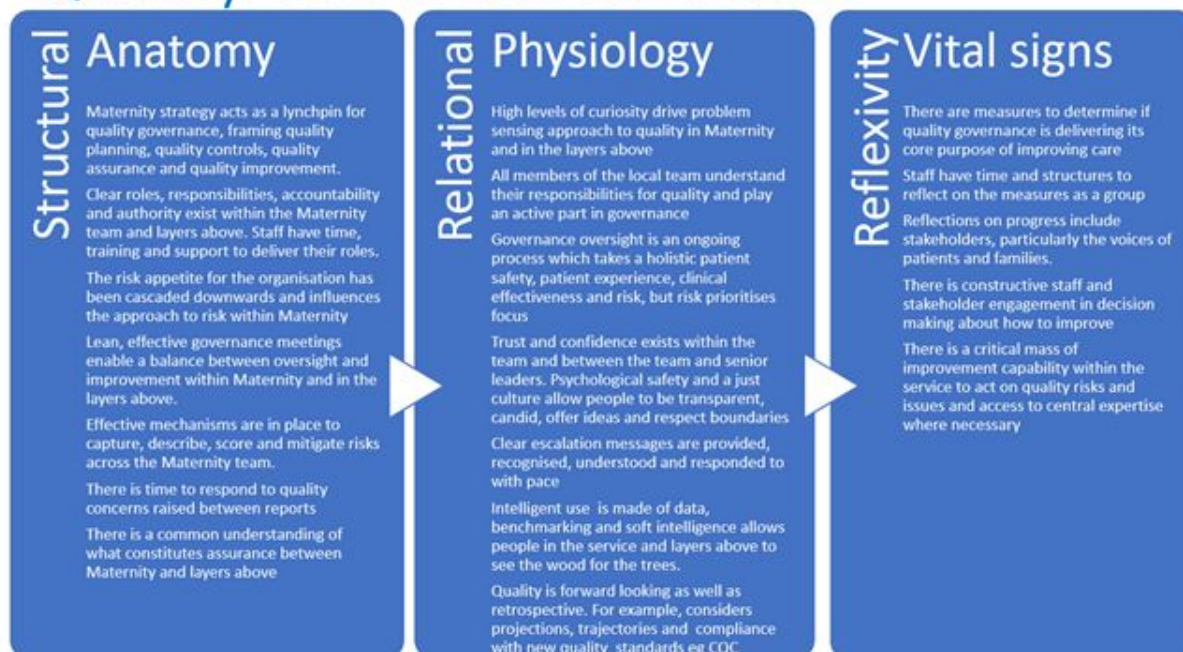 Structural
Anatomy
Maternity strategy acts as a lynchpin for
quality governance, framing quality
planning, quality controls, quality
assurance and quality improvement.
Clear roles, responsibilities, accountability
and authority exist within the Maternity
team and layers above. Staff have time,
training and support to deliver their roles.
The risk appetite for the organisation has
been cascaded downwards and influences
the approach to risk within Maternity
Lean, effective governance meetings
enable a balance between oversight and
improvement within Maternity and in the
layers above.
Effective mechanisms are in place to
capture, describe, score and mitigate risks
across the Maternity team.
There is time to respond to quality
concerns raised between reports
There is a common understanding of
what constitutes assurance between
Maternity and layers above
Relational
Physiology
High levels of curiosity drive problem
sensing approach to quality in Maternity
and in the layers above
All members of the local team understand
their responsibilities for quality and play
an active part in governance
Governance oversight is an ongoing
process which takes a holistic patient
safety, patient experience, clinical
effectiveness and risk, but risk prioritises
focus
Trust and confidence exists within the
team and between the team and senior
leaders. Psychological safety and a just
culture allow people to be transparent,
candid, offer ideas and respect boundaries
Clear escalation messages are provided,
recognised, understood and responded to
with pace
Intelligent use is made of data,
benchmarking and soft intelligence allows
people in the service and layers above to
see the wood for the trees.
Quality is forward looking as well as
retrospective. For example, considers
projections, trajectories and compliance
with new quality standards eg CQC
Reflexivity
Vital signs
There are measures to determine if
quality governance is delivering its
core purpose of improving care
Staff have time and structures to
reflect on the measures as a group
Reflections on progress include
stakeholders, particularly the voices of
patients and families.
There is constructive staff and
stakeholder engagement in decision
making about how to improve
There is a critical mass of
improvement capability within the
service to act on quality risks and
issues and access to central expertise
where necessary